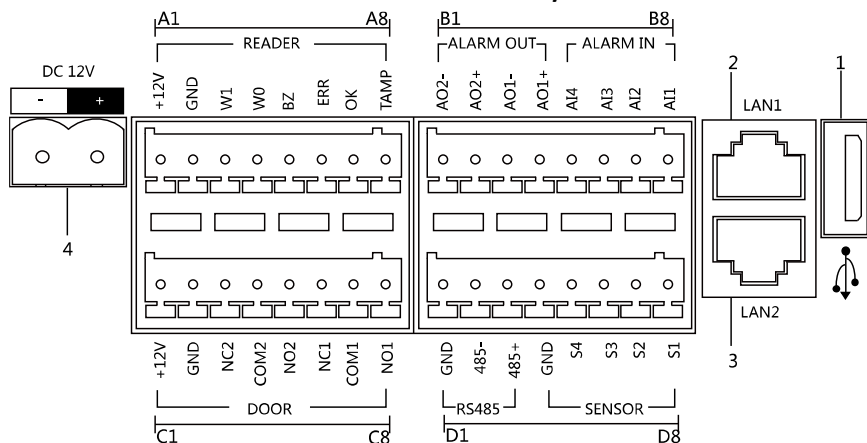 A1 A8 B1 B8
READER ALARM OUT ALARM IN
DC 12V
- +
+12V GND W1 W0 BZ ERR OK TAMP AO2- AO2+ AO1- AO1+ AI4 AI3 AI2 AI1
2 1
LAN1
4
LAN2
3
+12V GND NC2 COM2 NO2 NC1 COM1 NO1 GND 485- 485+ GND S4 S3 S2 S1
DOOR RS485 SENSOR
C1 C8 D1 D8